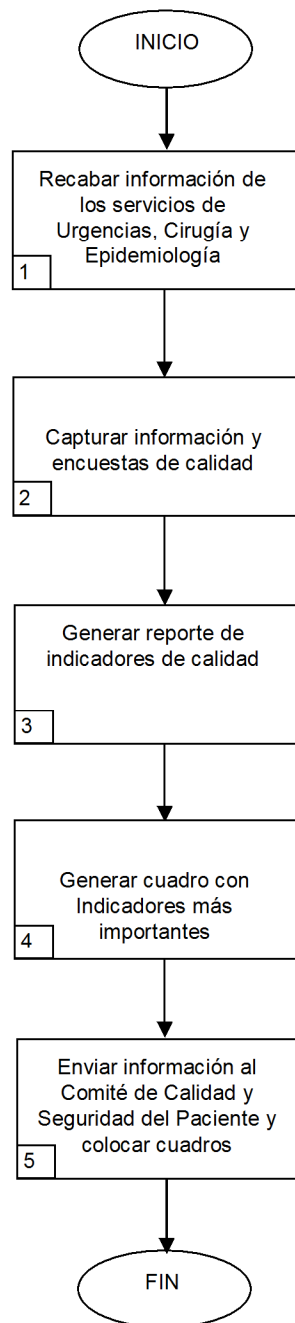 INICIO
Recabar información de
los servicios de
Urgencias, Cirugía y
Epidemiología
1
Capturar información y
encuestas de calidad
2
Generar reporte de
indicadores de calidad
3
Generar cuadro con
Indicadores más
importantes
4
Enviar información al
Comité de Calidad y
Seguridad del Paciente y
colocar cuadros
5
FIN